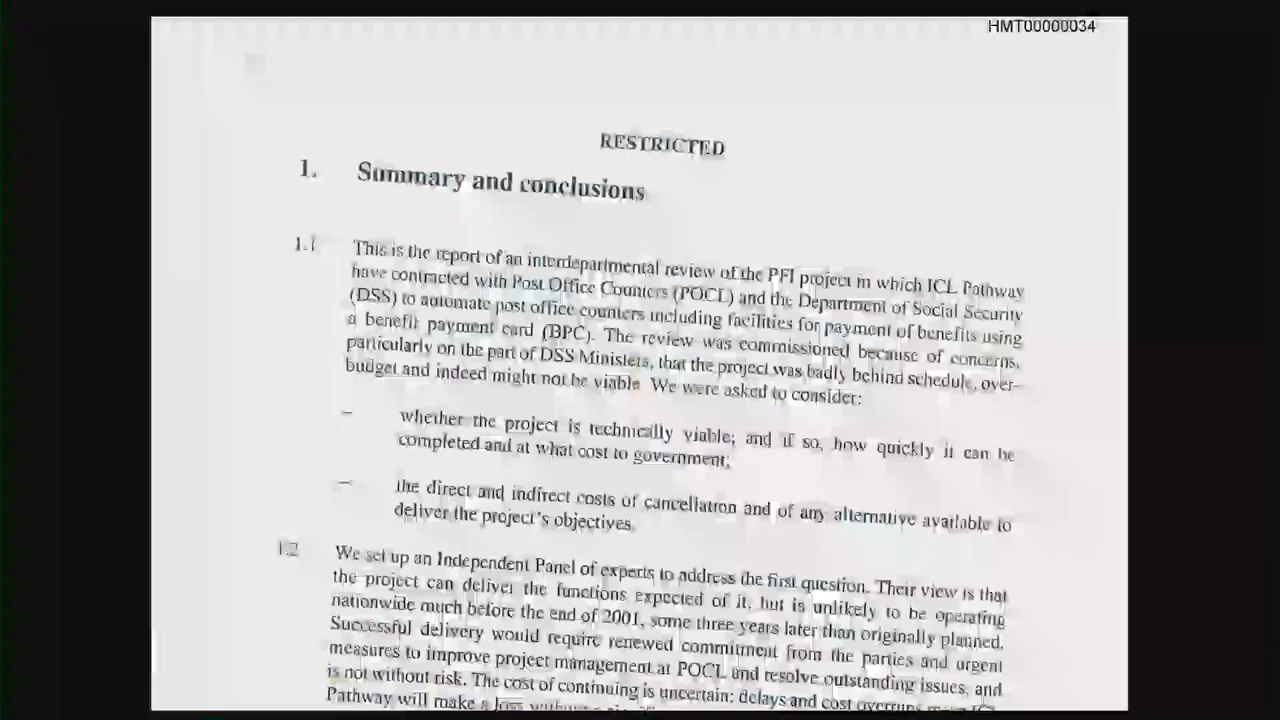 HMT00000034
RESTRICTED
1. Summary and conclusions
1.1 This is the report of an interdepartmental review of the PFI project in which ICL Pathway
have contracted with Post Office Counters (POCL) and the Department of Social Security
(DSS) to automate post office counters including facilities for payment of benefits using
a benefit payment card (BPC). The review was commissioned because of concerns,
particularly on the part of DSS Ministers, that the project was badly behind schedule, over-
budget and indeed might not be viable. We were asked to consider:
– whether the project is technically viable; and if so, how quickly it can be
completed and at what cost to government;
– the direct and indirect costs of cancellation and of any alternative available to
deliver the project's objectives.
1.2 We set up an Independent Panel of experts to address the first question. Their view is that
the project can deliver the functions expected of it, but is unlikely to be operating
nationwide much before the end of 2001, some three years later than originally planned.
Successful delivery would require renewed commitment from the parties and urgent
measures to improve project management at POCL and resolve outstanding issues, and
is not without risk. The cost of continuing is uncertain: delays and cost overruns
Pathway will make a loss